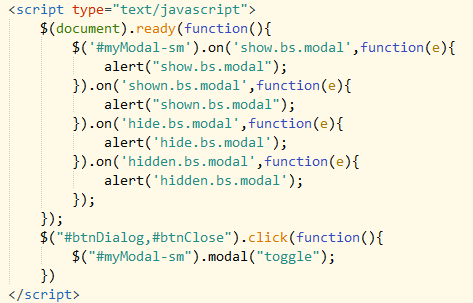 <script type="text/javascript">
    $(document).ready(function(){
        $('#myModal-sm').on('show.bs.modal',function(e){
            alert("show.bs.modal");
        }).on('shown.bs.modal',function(e){
            alert("shown.bs.modal");
        }).on('hide.bs.modal',function(e){
            alert('hide.bs.modal');
        }).on('hidden.bs.modal',function(e){
            alert('hidden.bs.modal');
        });
    });
    $("#btnDialog,#btnClose").click(function(){
        $("#myModal-sm").modal("toggle");
    })
</script>